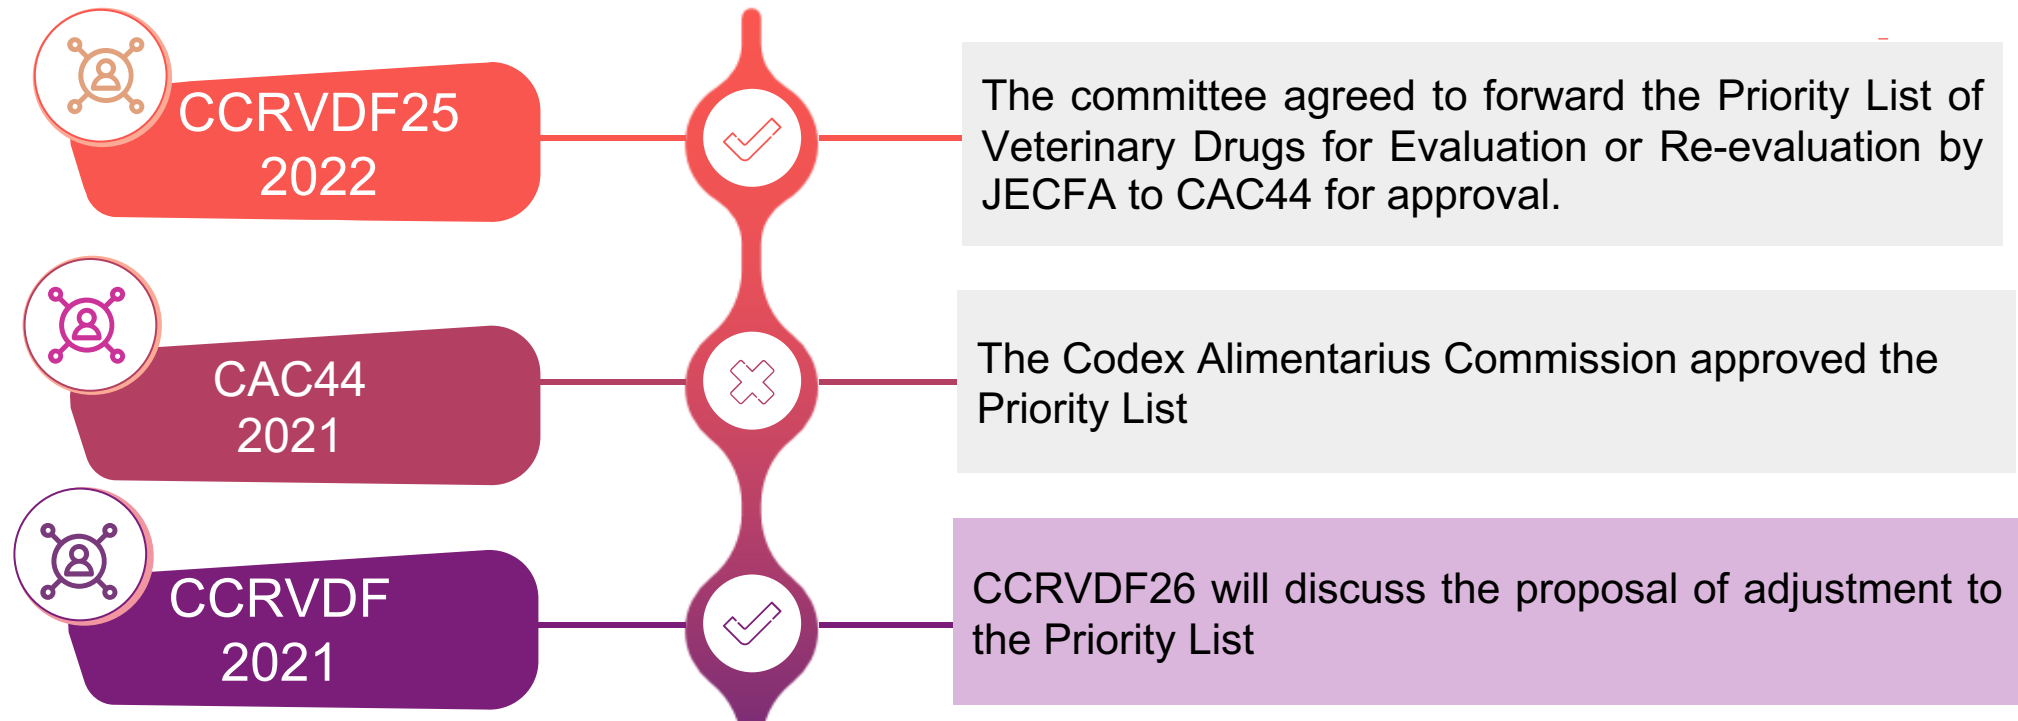 CCRVDF25
2022
The committee agreed to forward the Priority List of
Veterinary Drugs for Evaluation or Re-evaluation by
JECFA to CAC44 for approval.
CAC44
2021
The Codex Alimentarius Commission approved the
Priority List
CCRVDF
2021
CCRVDF26 will discuss the proposal of adjustment to
the Priority List